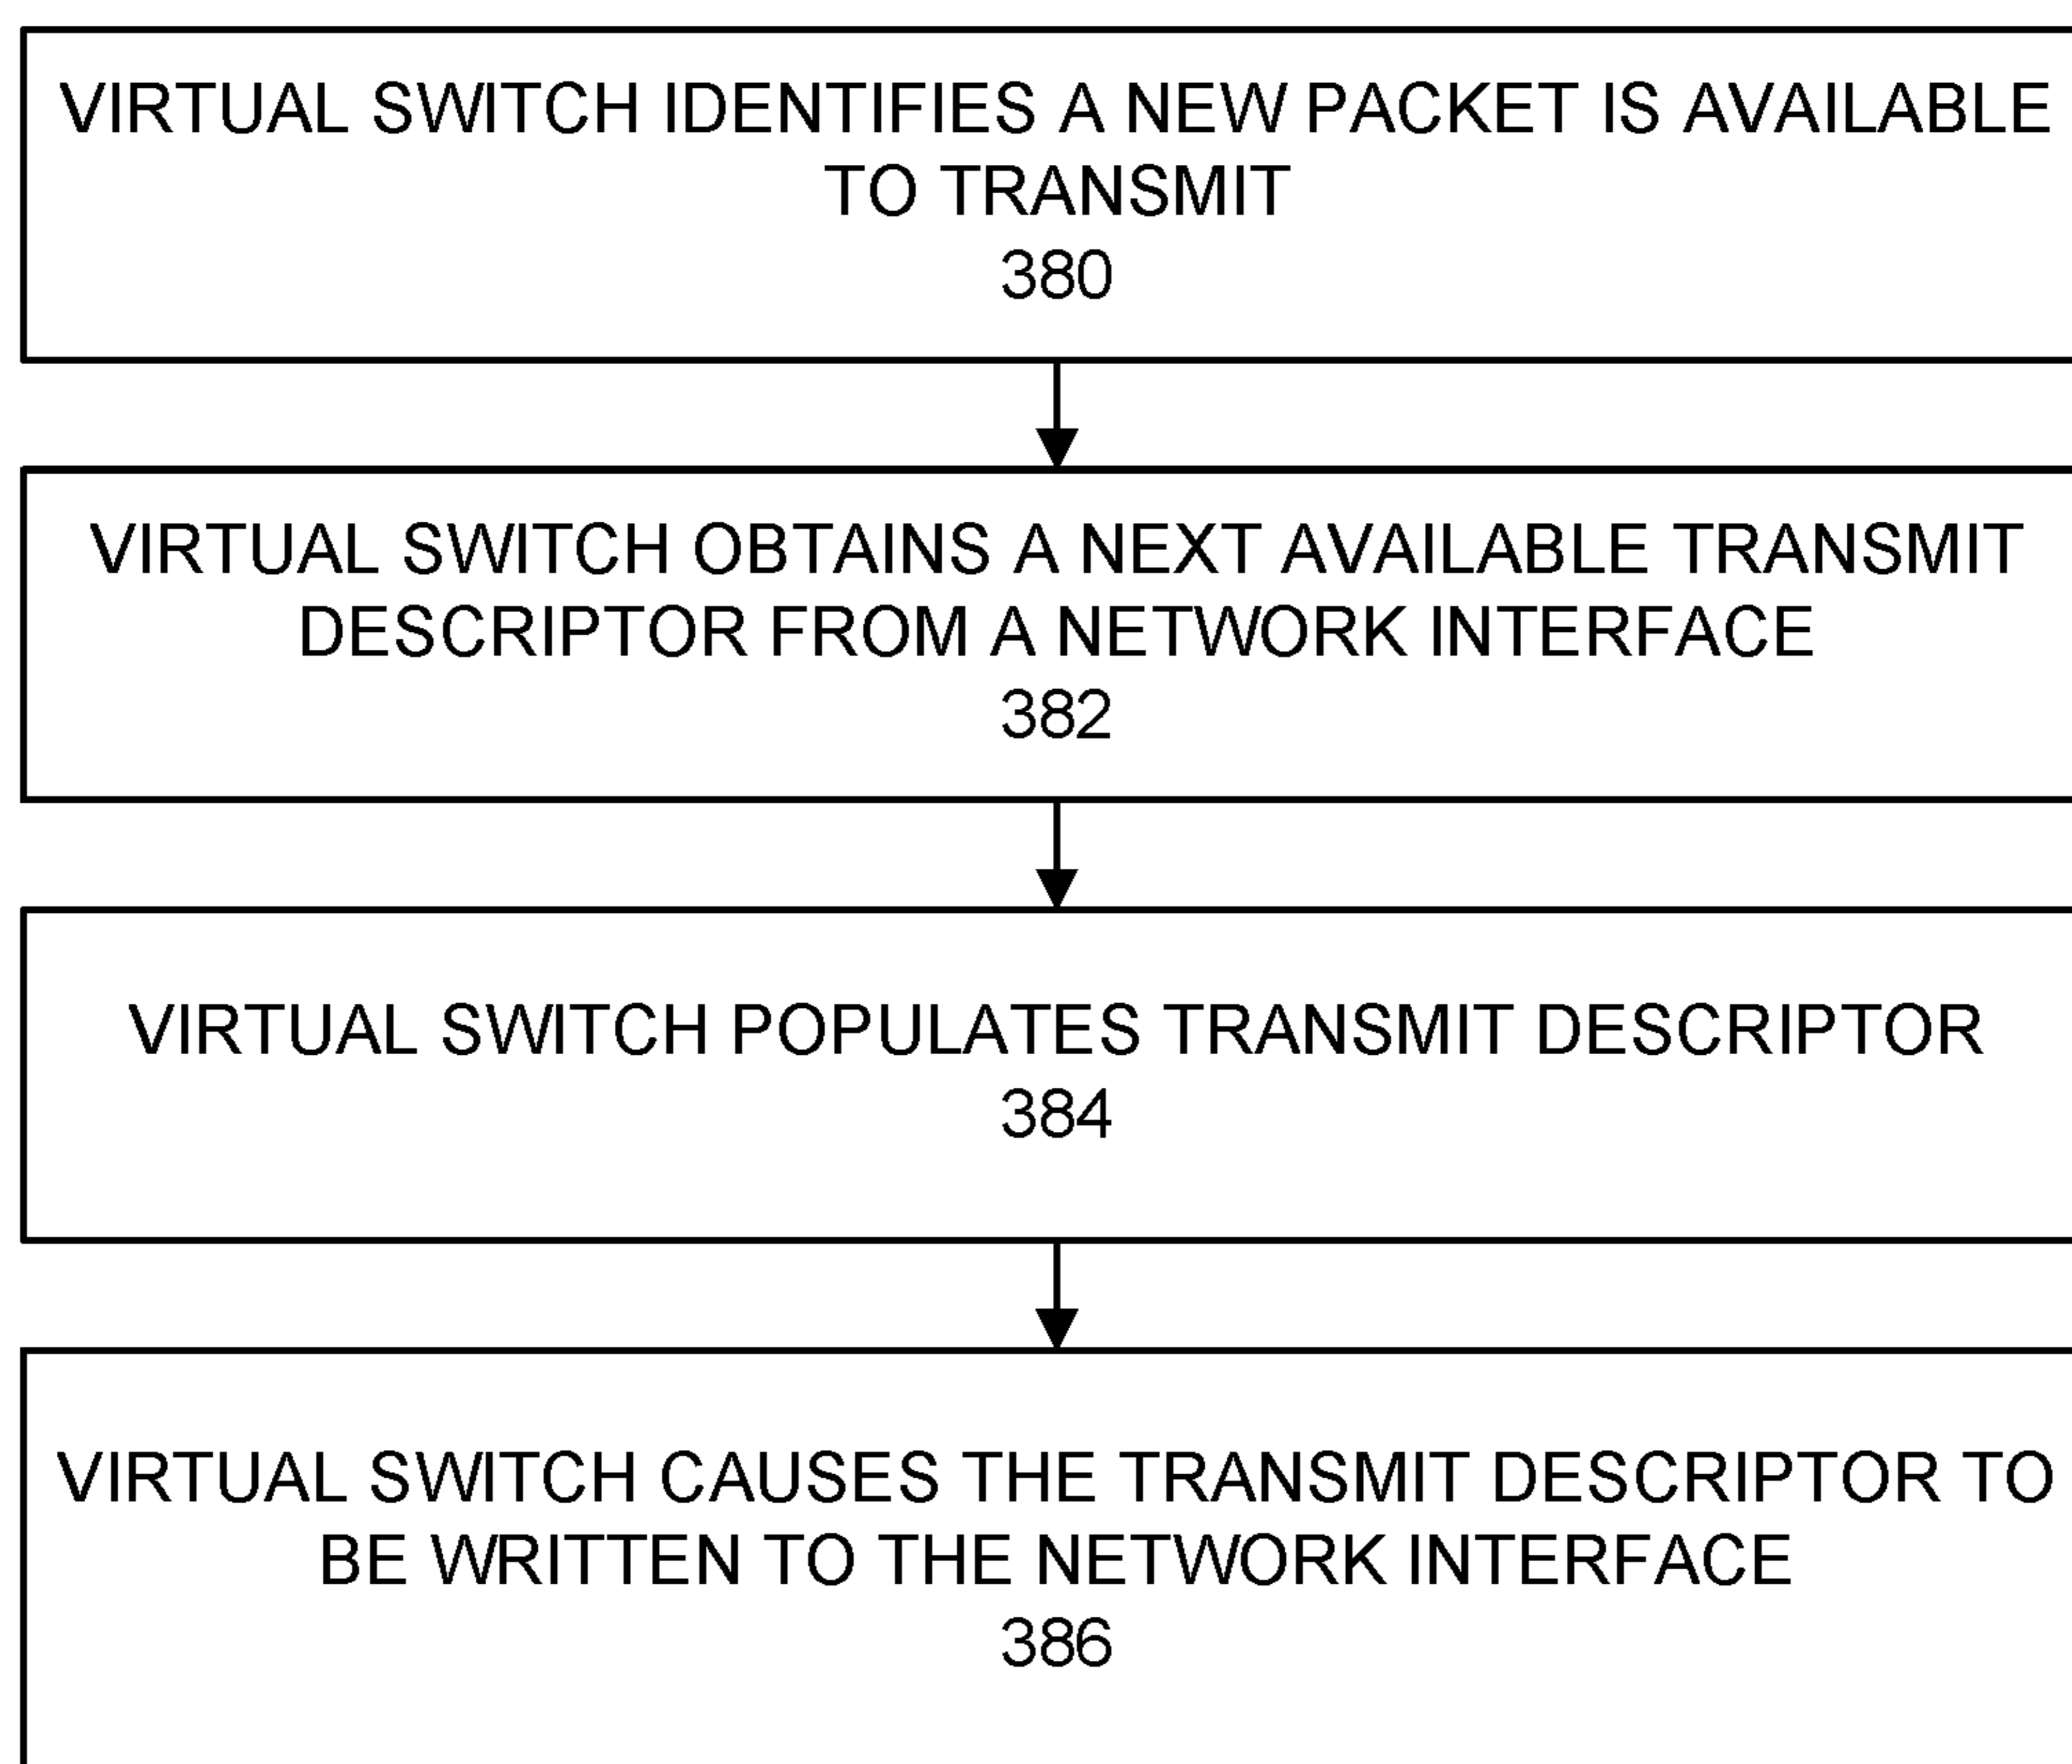 VIRTUAL SWITCH IDENTIFIES A NEW PACKET IS AVAILABLE
TO TRANSMIT
380
VIRTUAL SWITCH OBTAINS A NEXT AVAILABLE TRANSMIT
DESCRIPTOR FROM A NETWORK INTERFACE
382
VIRTUAL SWITCH POPULATES TRANSMIT DESCRIPTOR
384
VIRTUAL SWITCH CAUSES THE TRANSMIT DESCRIPTOR TO
BE WRITTEN TO THE NETWORK INTERFACE
386